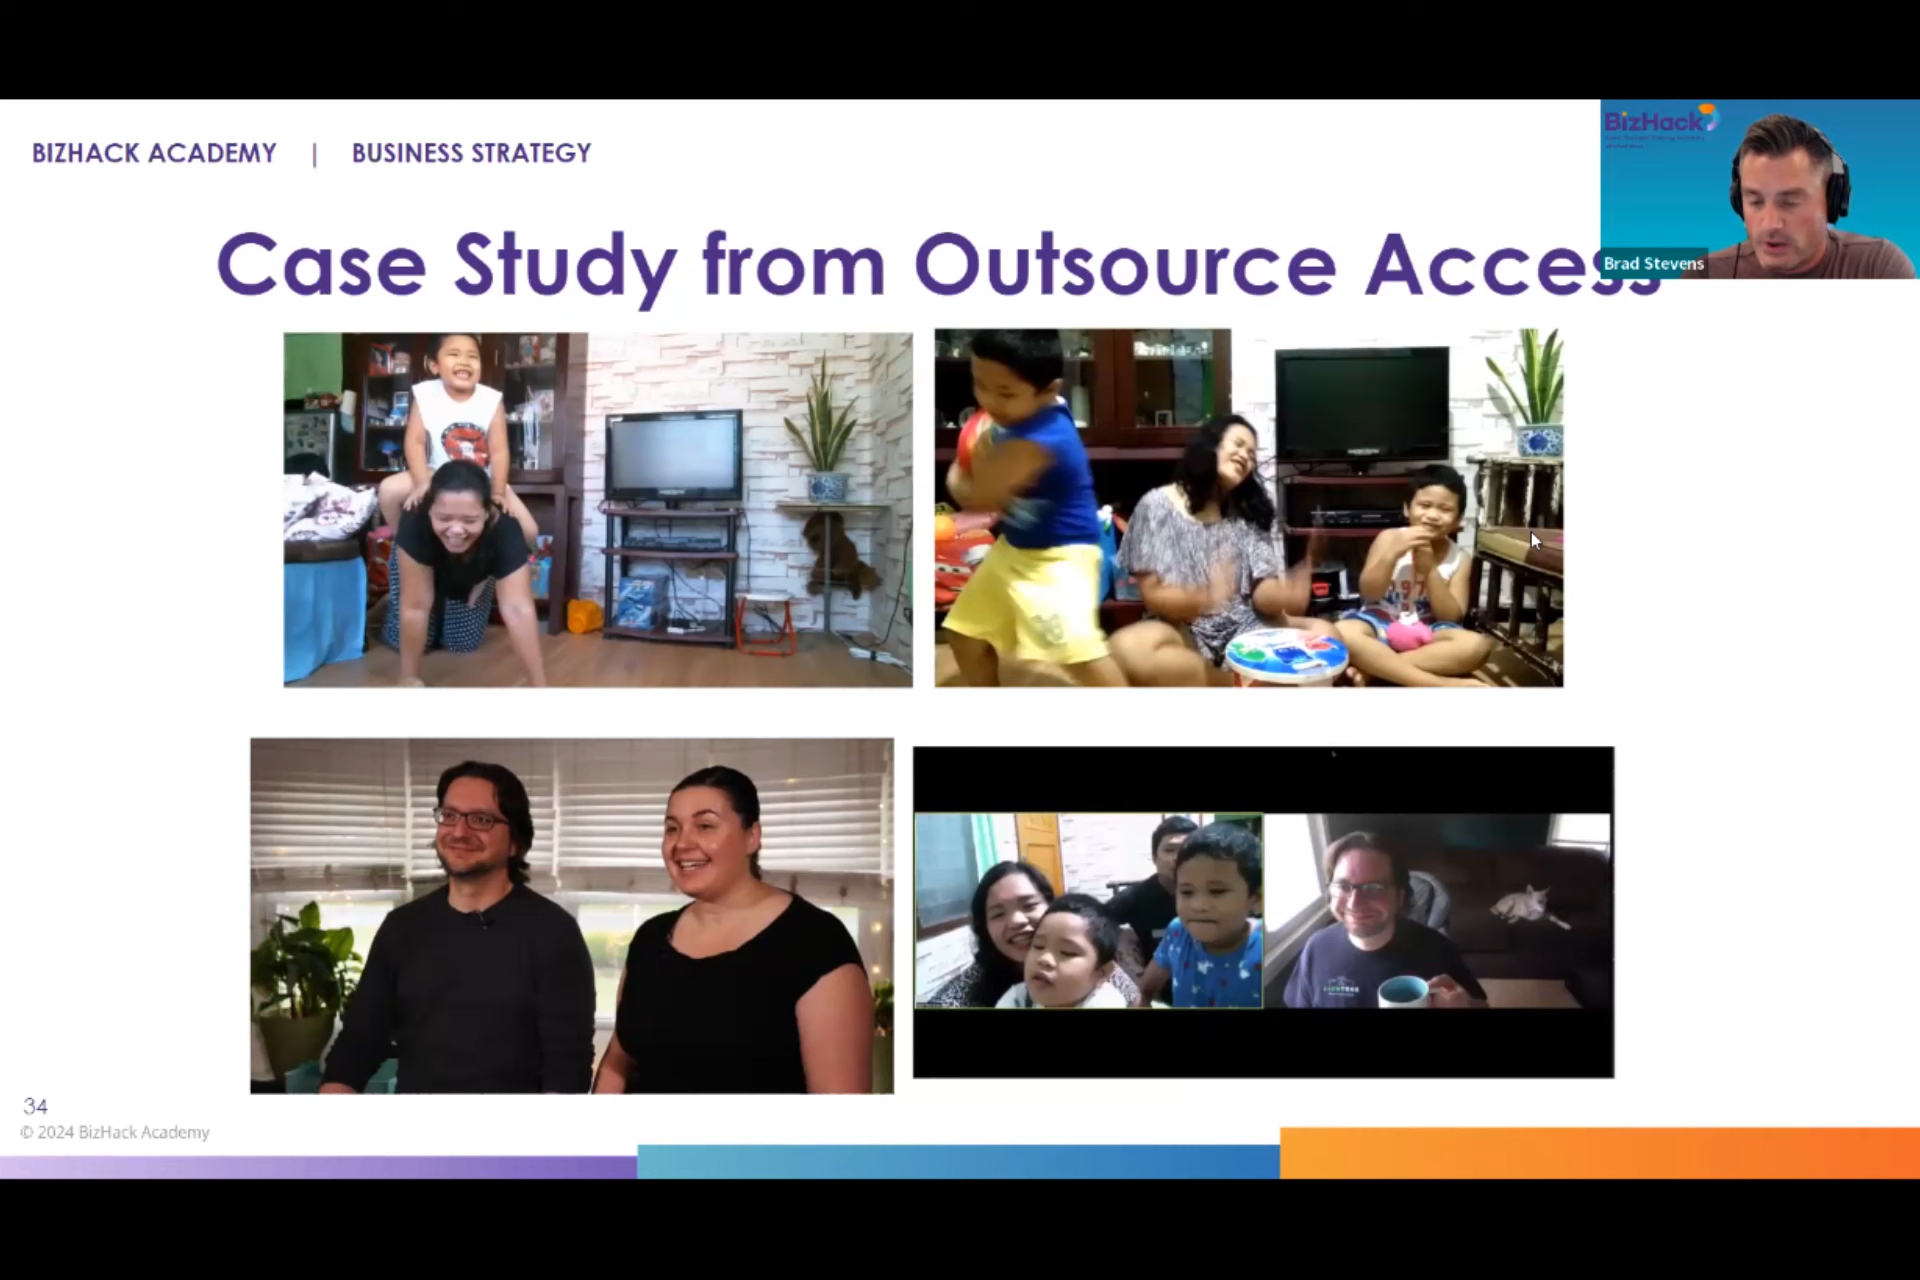 BIZHACK ACADEMY | BUSINESS STRATEGY
BizHack
Case Study from Outsource Access
Brad Stevens
34
© 2024 BizHack Academy